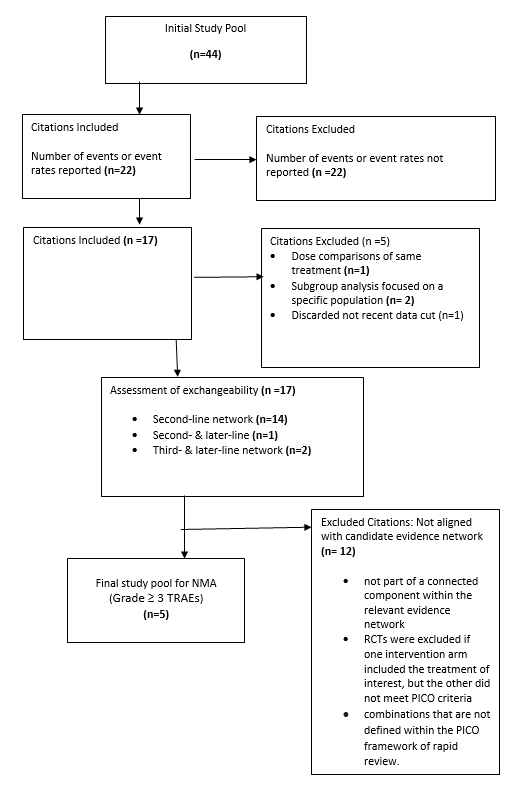 Initial Study Pool
(n=44)
Citations Included
Number of events or event
rates reported (n=22)
Citations Excluded
Number of events or event rates not
reported (n =22)
Citations Included (n =17)
Citations Excluded (n =5)
• Dose comparisons of same
treatment (n=1)
• Subgroup analysis focused on a
specific population (n= 2)
• Discarded not recent data cut (n=1)
Assessment of exchangeability (n =17)
• Second-line network (n=14)
• Second- & later-line (n=1)
• Third- & later-line network (n=2)
Excluded Citations: Not aligned
with candidate evidence network
(n= 12)
• not part of a connected
component within the
relevant evidence
network
• RCTs were excluded if
one intervention arm
included the treatment of
interest, but the other did
not meet PICO criteria
• combinations that are not
defined within the PICO
framework of rapid
review.
Final study pool for NMA
(Grade ≥ 3 TRAEs)
(n=5)